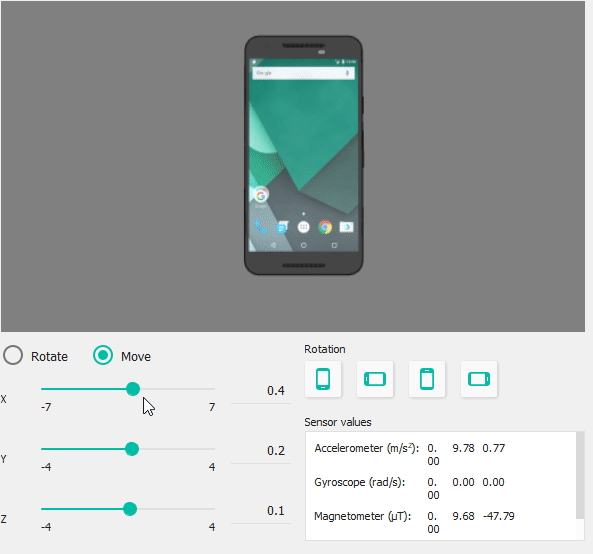 Google
Rotate
Move
X
-7
7
0.4
Y
-4
4
0.2
Z
-4
4
0.1
Rotation
Sensor values
Accelerometer (m/s²): 0.00 9.78 0.77
Gyroscope (rad/s): 0.00 0.00 0.00
Magnetometer (μT): 0.00 9.68 -47.79